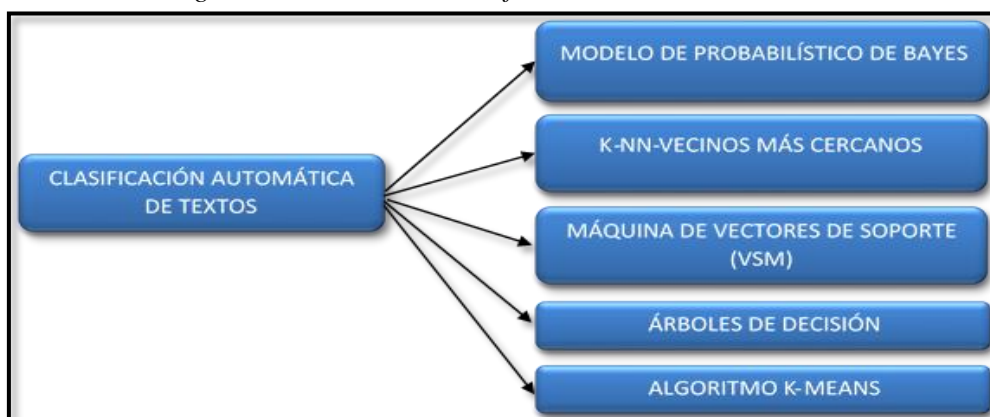 CLASIFICACIÓN AUTOMÁTICA
DE TEXTOS
MODELO DE PROBABILÍSTICO DE BAYES
K-NN-VECINOS MÁS CERCANOS
MÁQUINA DE VECTORES DE SOPORTE
(VSM)
ÁRBOLES DE DECISIÓN
ALGORITMO K-MEANS